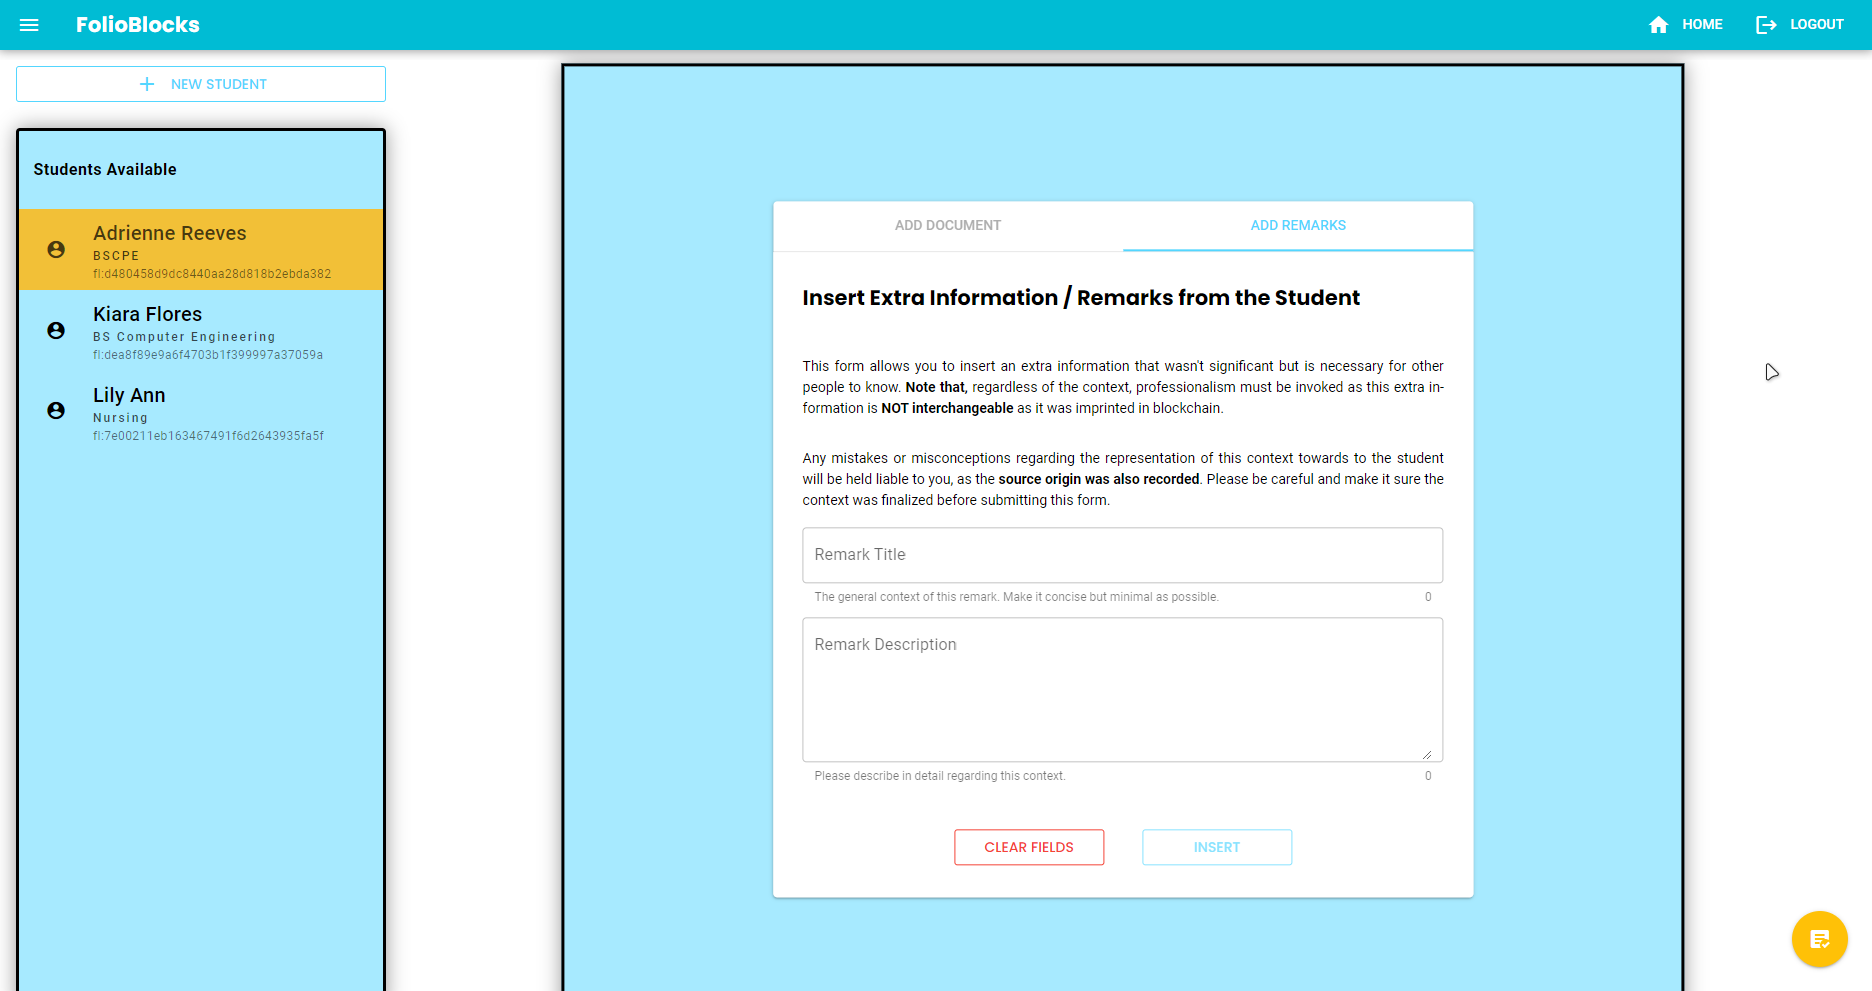 FolioBlocks
HOME
LOGOUT
NEW STUDENT
Students Available
Adrienne Reeves
BSCPE
fl:d480458d9dc8440aa28d818b2ebda382
Kiara Flores
BS Computer Engineering
fl:dea8f89e9a6f4703b1f399997a37059a
Lily Ann
Nursing
fl:7e00211eb163467491f6d2643935fa5f
ADD DOCUMENT
ADD REMARKS
Insert Extra Information / Remarks from the Student
This form allows you to insert an extra information that wasn't significant but is necessary for other
people to know. Note that, regardless of the context, professionalism must be invoked as this extra in-
formation is NOT interchangeable as it was imprinted in blockchain.
Any mistakes or misconceptions regarding the representation of this context towards to the student
will be held liable to you, as the source origin was also recorded. Please be careful and make it sure the
context was finalized before submitting this form.
Remark Title
The general context of this remark. Make it concise but minimal as possible.
0
Remark Description
Please describe in detail regarding this context.
0
CLEAR FIELDS
INSERT